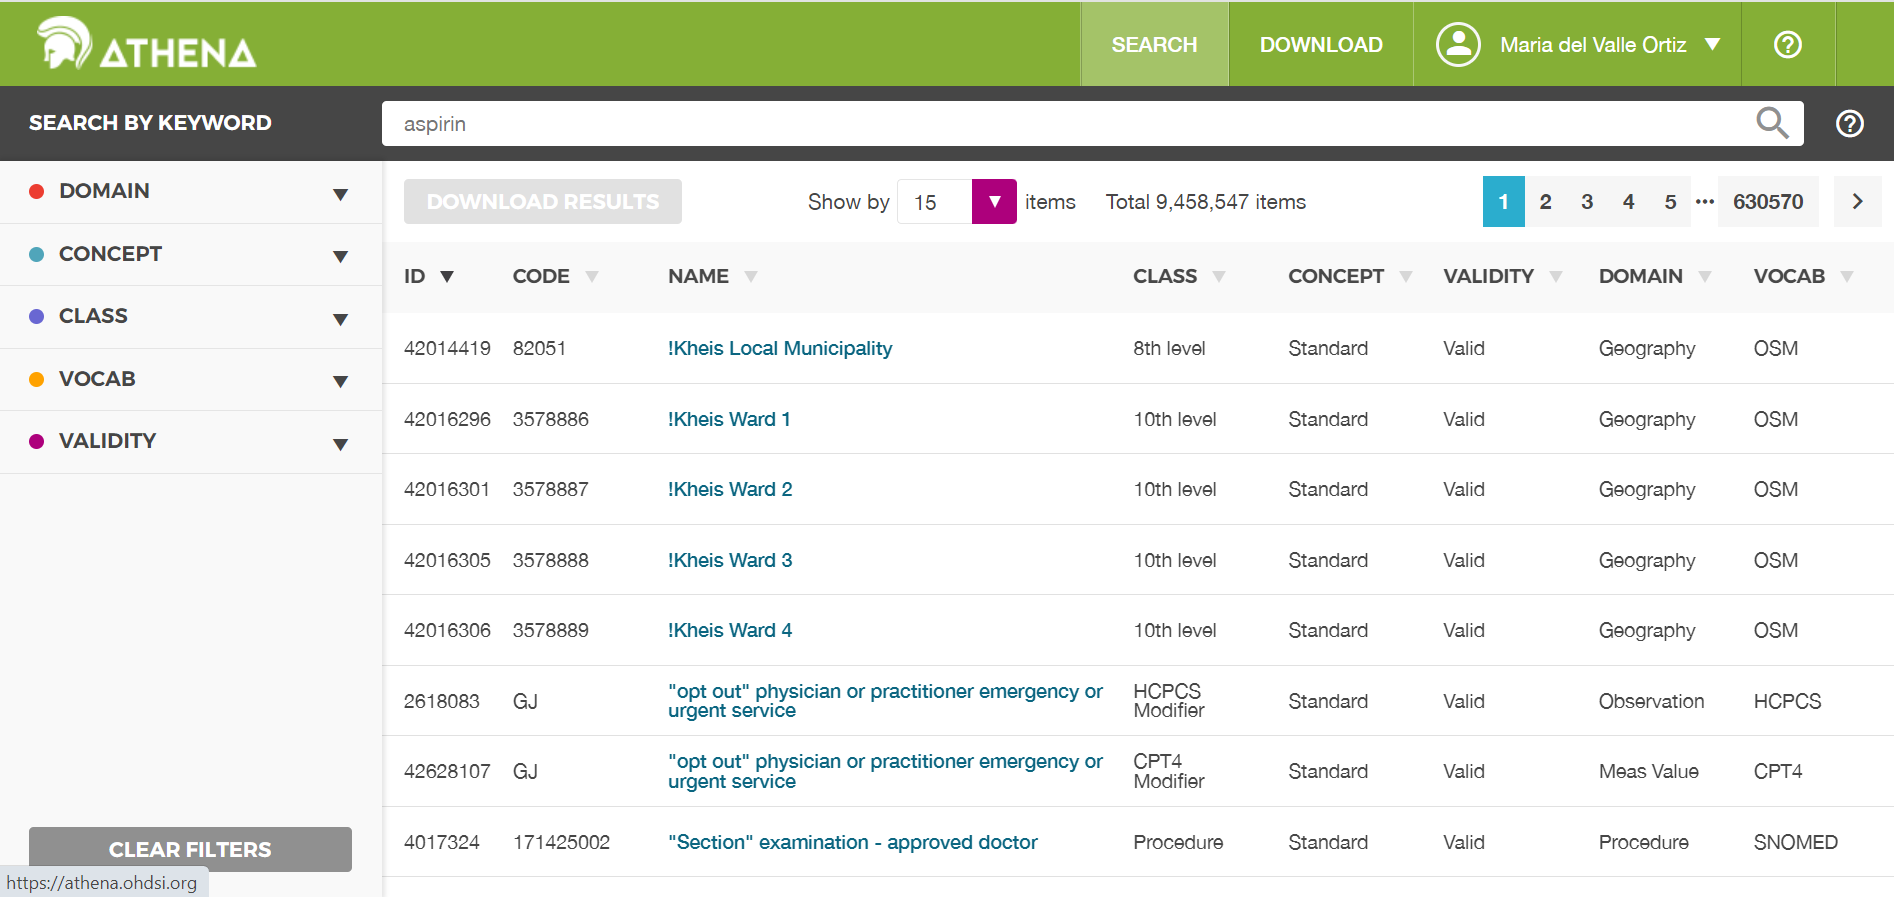 ATHENA
SEARCH
DOWNLOAD
Maria del Valle Ortiz
SEARCH BY KEYWORD
aspirin
DOMAIN
CONCEPT
CLASS
VOCAB
VALIDITY
CLEAR FILTERS
https://athena.ohdsi.org
DOWNLOAD RESULTS
Show by 15 items Total 9,458,547 items
1 2 3 4 5 ••• 630570
ID CODE NAME CLASS CONCEPT VALIDITY DOMAIN VOCAB
42014419 82051 !Kheis Local Municipality 8th level Standard Valid Geography OSM
42016296 3578886 !Kheis Ward 1 10th level Standard Valid Geography OSM
42016301 3578887 !Kheis Ward 2 10th level Standard Valid Geography OSM
42016305 3578888 !Kheis Ward 3 10th level Standard Valid Geography OSM
42016306 3578889 !Kheis Ward 4 10th level Standard Valid Geography OSM
2618083 GJ "opt out" physician or practitioner emergency or HCPCS Standard Valid Observation HCPCS
urgent service Modifier
42628107 GJ "opt out" physician or practitioner emergency or CPT4 Standard Valid Meas Value CPT4
urgent service Modifier
4017324 171425002 "Section" examination - approved doctor Procedure Standard Valid Procedure SNOMED